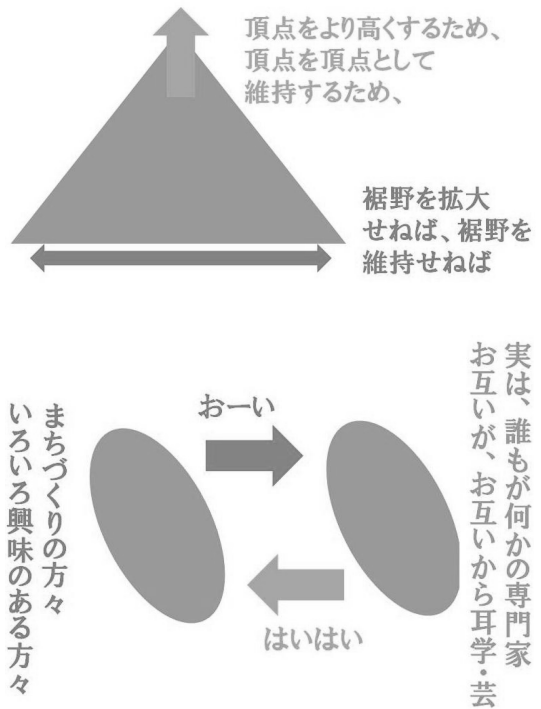 頂点をより高くするため、
頂点を頂点として
維持するため、
裾野を拡大
せねば、裾野を
維持せねば
実は、誰もが何かの専門家
お互いが、お互いから耳学・芸
おーい
はいはい
まちづくりの方々
いろいろ興味のある方々